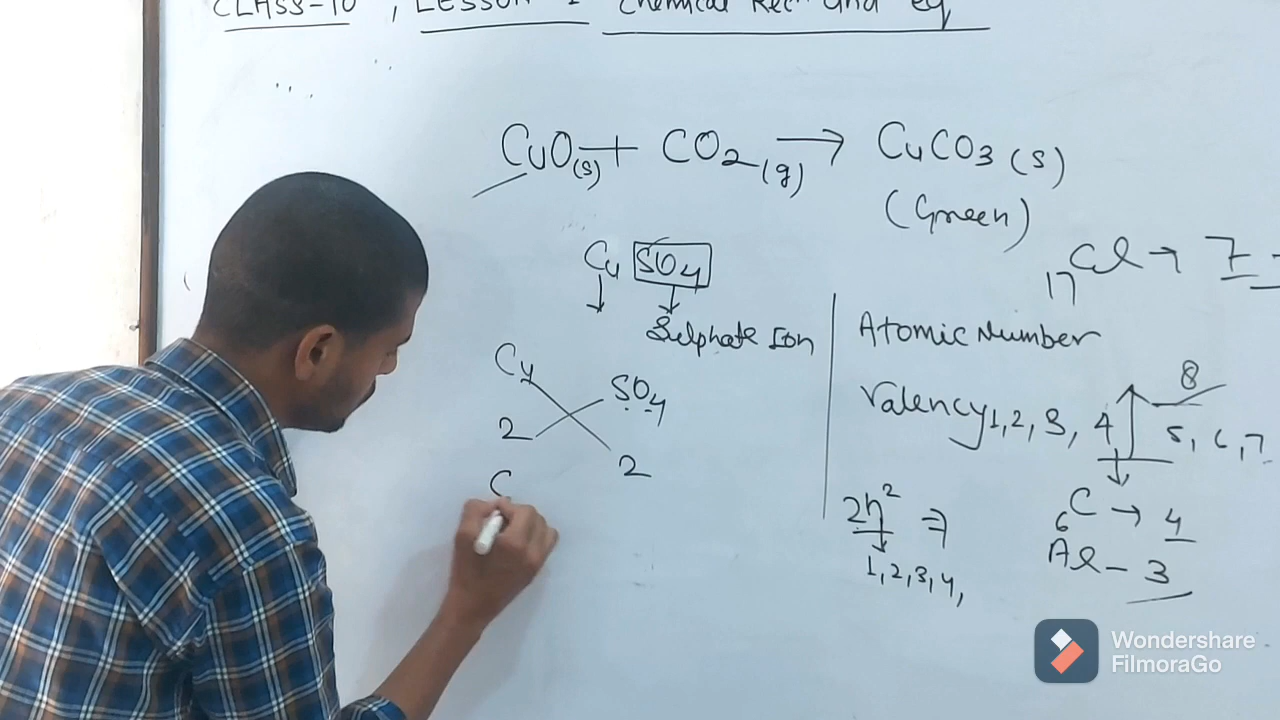 CLASS-10, LESSON - Chemical Rec and eq
CuO(s) + CO2(g) → CuCO3(s)
(Green)
Cu SO4
↓ ↓
Sulphate Ion
Cu SO4
2 2
C
17Cl → 7
Atomic Number
Valency 1, 2, 3, 4 5, 6, 7
8
6C → 4
Al - 3
2n² ⇒
1, 2, 3, 4,
Wondershare
FilmoraGo